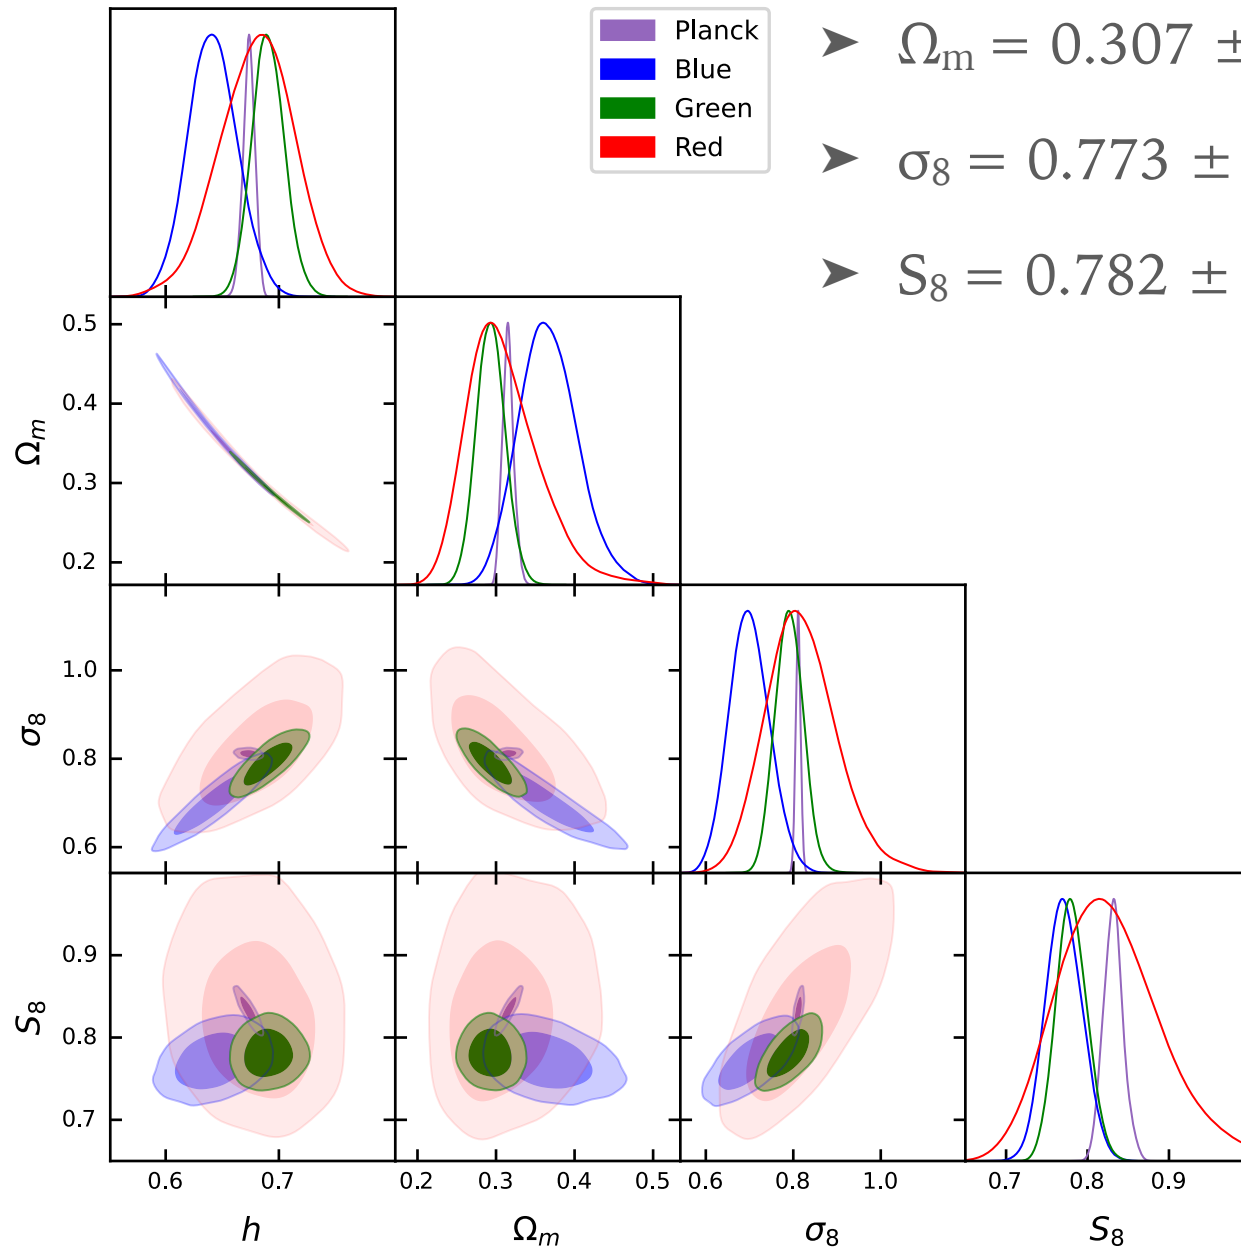 Planck
Blue
Green
Red
➤ Ωm = 0.307 ±
➤ σ8 = 0.773 ±
➤ S8 = 0.782 ±
0.5
0.4
0.3
0.2
Ωm
1.0
0.8
0.6
σ8
0.9
0.8
0.7
S8
0.6 0.7 0.2 0.3 0.4 0.5 0.6 0.8 1.0 0.7 0.8 0.9
h Ωm σ8 S8